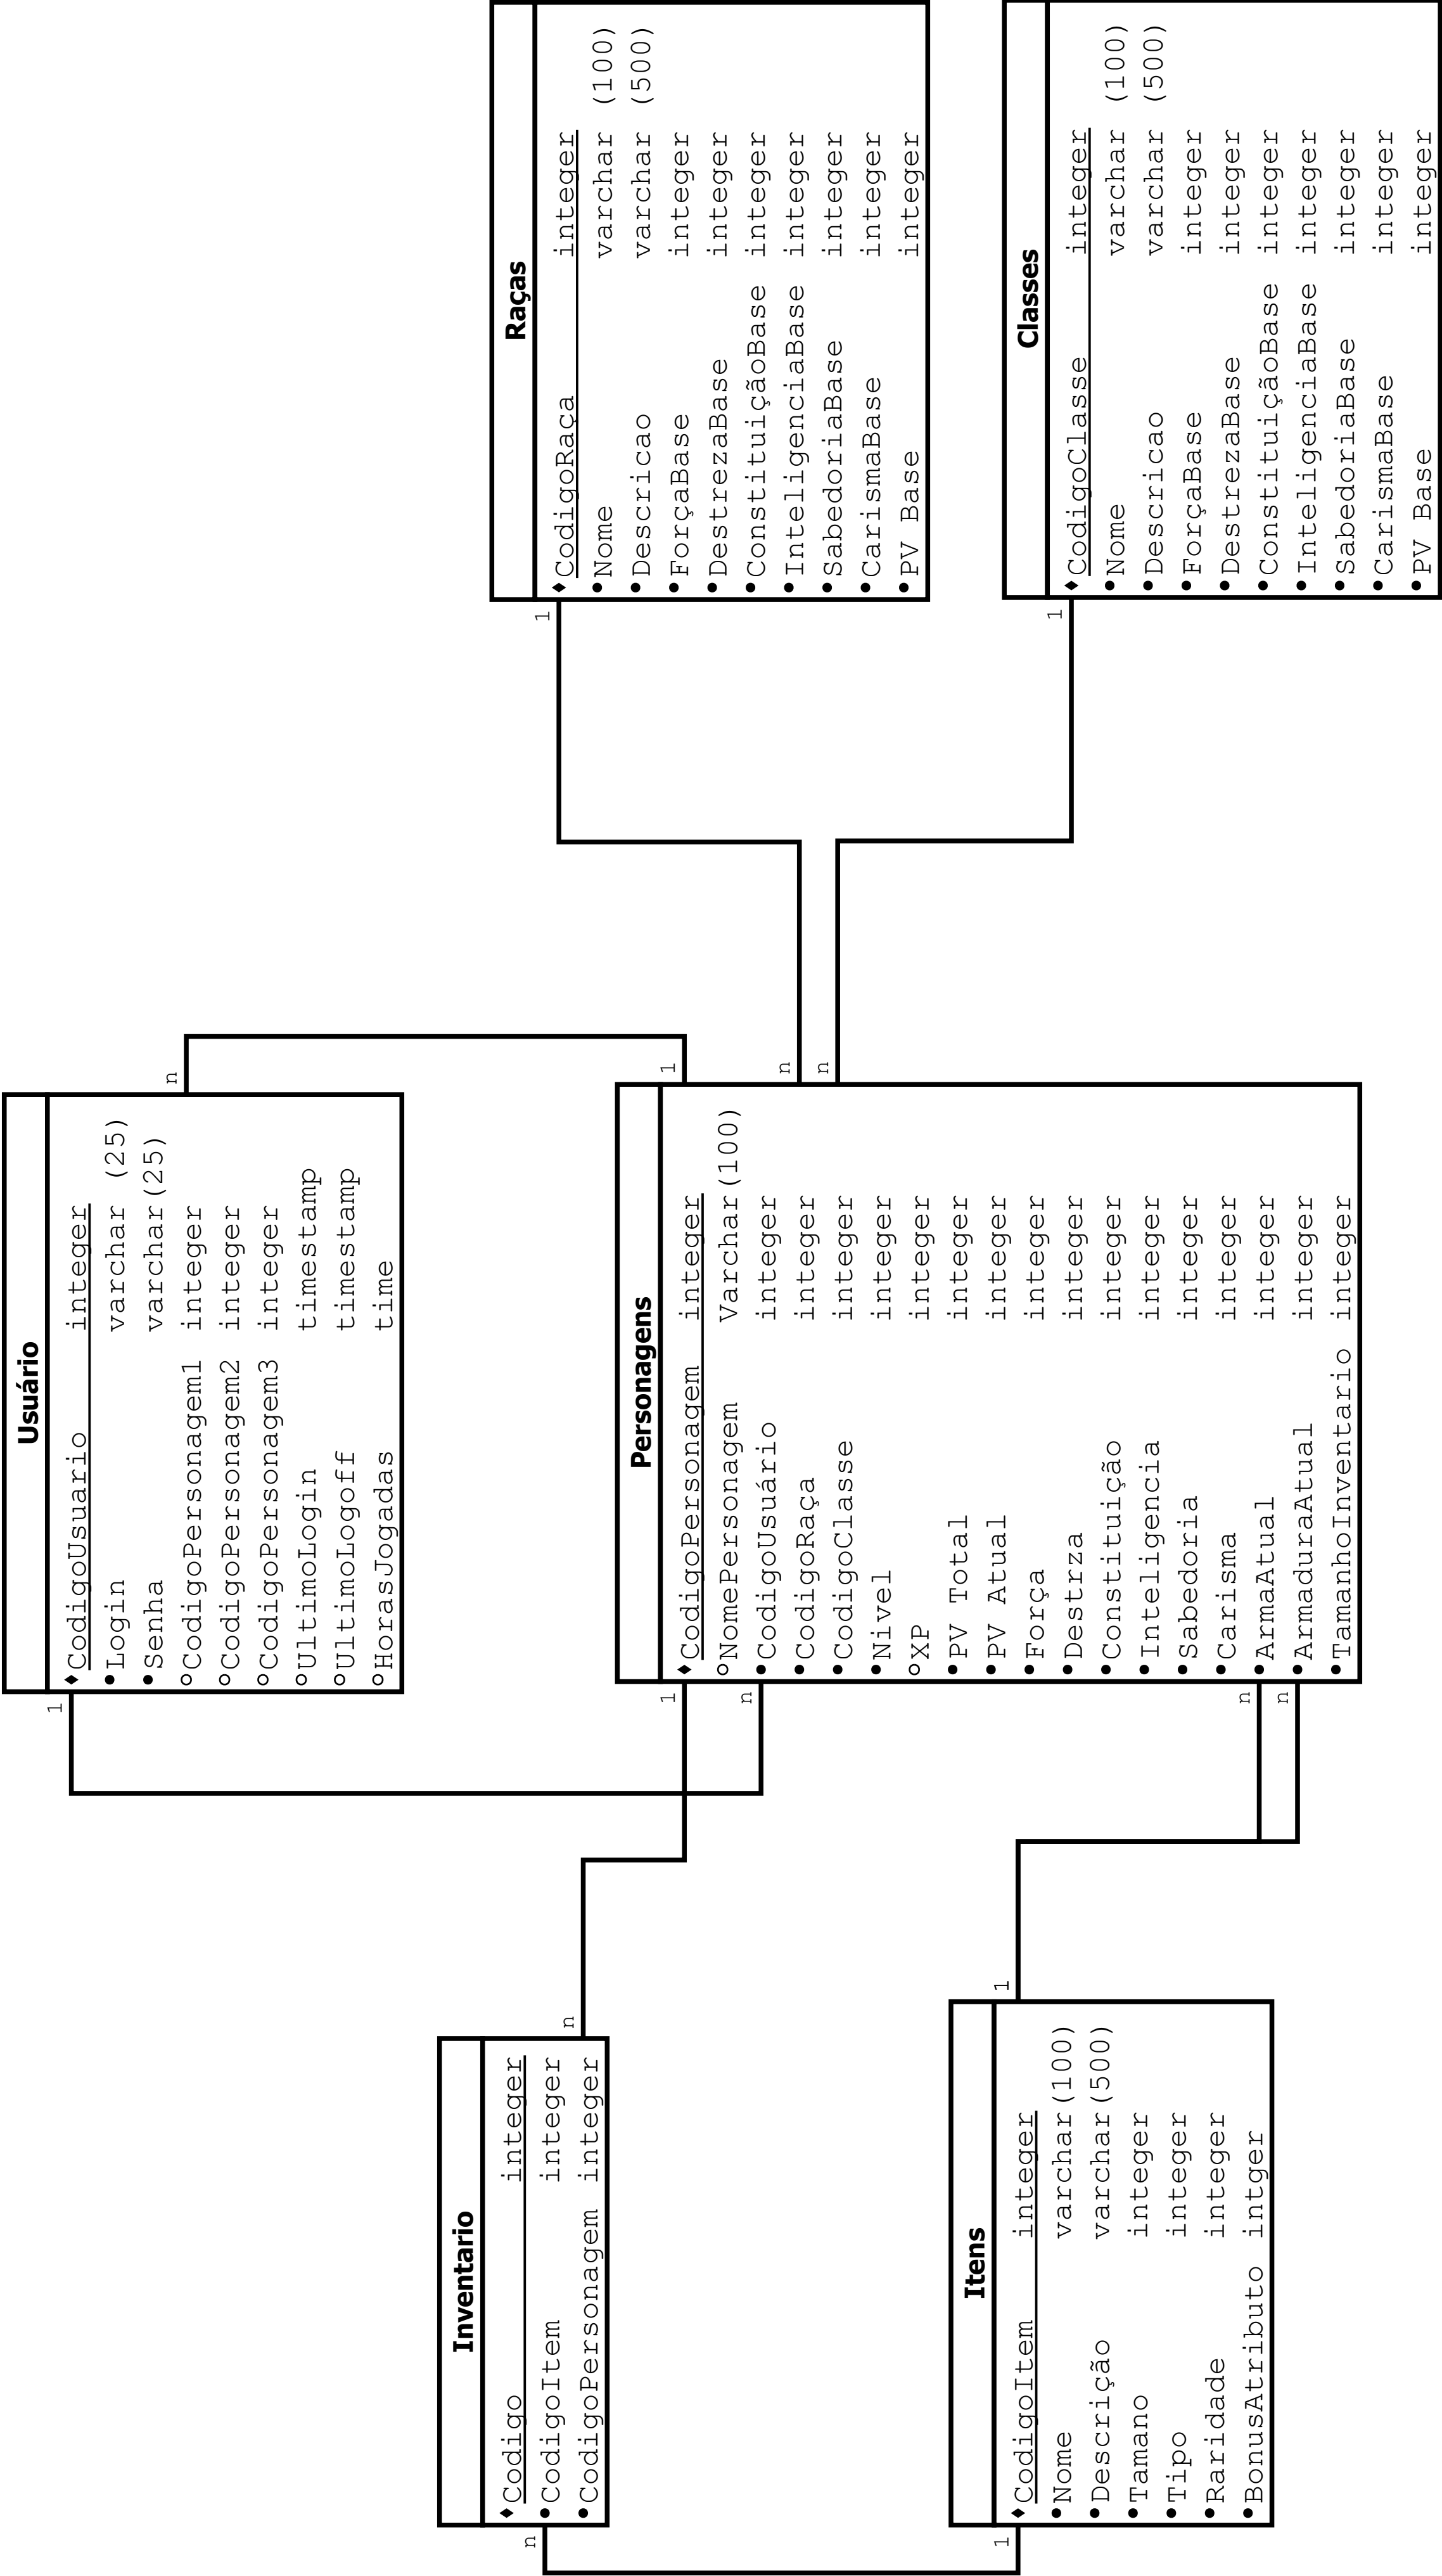 Usuário
CodigoUsuario integer
Login varchar (25)
Senha varchar(25)
CodigoPersonagem1 integer
CodigoPersonagem2 integer
CodigoPersonagem3 integer
UltimoLogin timestamp
UltimoLogoff timestamp
HorasJogadas time
1
n
Inventario
Codigo integer
CodigoItem integer
CodigoPersonagem integer
n
n
Raças
CodigoRaça integer
Nome varchar (100)
Descricao varchar (500)
ForçaBase integer
DestrezaBase integer
ConstituiçãoBase integer
InteligenciaBase integer
SabedoriaBase integer
CarismaBase integer
PV Base integer
1
Personagens
CodigoPersonagem integer
NomePersonagem Varchar(100)
CodigoUsuário integer
CodigoRaça integer
CodigoClasse integer
Nivel integer
XP integer
PV Total integer
PV Atual integer
Força integer
Destrza integer
Constituição integer
Inteligencia integer
Sabedoria integer
Carisma integer
ArmaAtual integer
ArmaduraAtual integer
TamanhoInventario integer
1
n
n
n
1
n
n
Itens
CodigoItem integer
Nome varchar(100)
Descrição varchar(500)
Tamano integer
Tipo integer
Raridade integer
BonusAtributo intger
1
1
Classes
CodigoClasse integer
Nome varchar (100)
Descricao varchar (500)
ForçaBase integer
DestrezaBase integer
ConstituiçãoBase integer
InteligenciaBase integer
SabedoriaBase integer
CarismaBase integer
PV Base integer
1